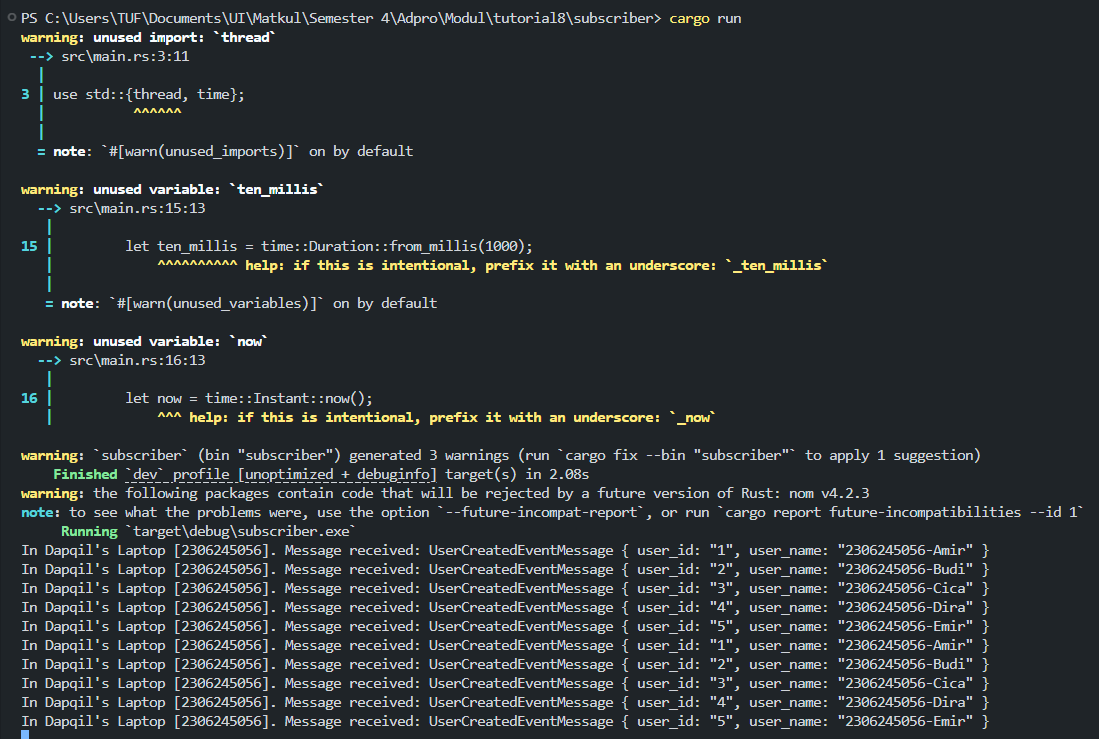 PS C:\Users\TUF\Documents\UI\Matkul\Semester 4\Adpro\Modul\tutorial8\subscriber> cargo run
warning: unused import: `thread`
 --> src\main.rs:3:11
  |
3 | use std::{thread, time};
  |           ^^^^^^
  |
  = note: `#[warn(unused_imports)]` on by default

warning: unused variable: `ten_millis`
  --> src\main.rs:15:13
   |
15 |         let ten_millis = time::Duration::from_millis(1000);
   |             ^^^^^^^^^^ help: if this is intentional, prefix it with an underscore: `_ten_millis`
   |
   = note: `#[warn(unused_variables)]` on by default

warning: unused variable: `now`
  --> src\main.rs:16:13
   |
16 |         let now = time::Instant::now();
   |             ^^^ help: if this is intentional, prefix it with an underscore: `_now`

warning: `subscriber` (bin "subscriber") generated 3 warnings (run `cargo fix --bin "subscriber"` to apply 1 suggestion)
    Finished `dev` profile [unoptimized + debuginfo] target(s) in 2.08s
warning: the following packages contain code that will be rejected by a future version of Rust: nom v4.2.3
note: to see what the problems were, use the option `--future-incompat-report`, or run `cargo report future-incompatibilities --id 1`
     Running `target\debug\subscriber.exe`
In Dapqil's Laptop [2306245056]. Message received: UserCreatedEventMessage { user_id: "1", user_name: "2306245056-Amir" }
In Dapqil's Laptop [2306245056]. Message received: UserCreatedEventMessage { user_id: "2", user_name: "2306245056-Budi" }
In Dapqil's Laptop [2306245056]. Message received: UserCreatedEventMessage { user_id: "3", user_name: "2306245056-Cica" }
In Dapqil's Laptop [2306245056]. Message received: UserCreatedEventMessage { user_id: "4", user_name: "2306245056-Dira" }
In Dapqil's Laptop [2306245056]. Message received: UserCreatedEventMessage { user_id: "5", user_name: "2306245056-Emir" }
In Dapqil's Laptop [2306245056]. Message received: UserCreatedEventMessage { user_id: "1", user_name: "2306245056-Amir" }
In Dapqil's Laptop [2306245056]. Message received: UserCreatedEventMessage { user_id: "2", user_name: "2306245056-Budi" }
In Dapqil's Laptop [2306245056]. Message received: UserCreatedEventMessage { user_id: "3", user_name: "2306245056-Cica" }
In Dapqil's Laptop [2306245056]. Message received: UserCreatedEventMessage { user_id: "4", user_name: "2306245056-Dira" }
In Dapqil's Laptop [2306245056]. Message received: UserCreatedEventMessage { user_id: "5", user_name: "2306245056-Emir" }